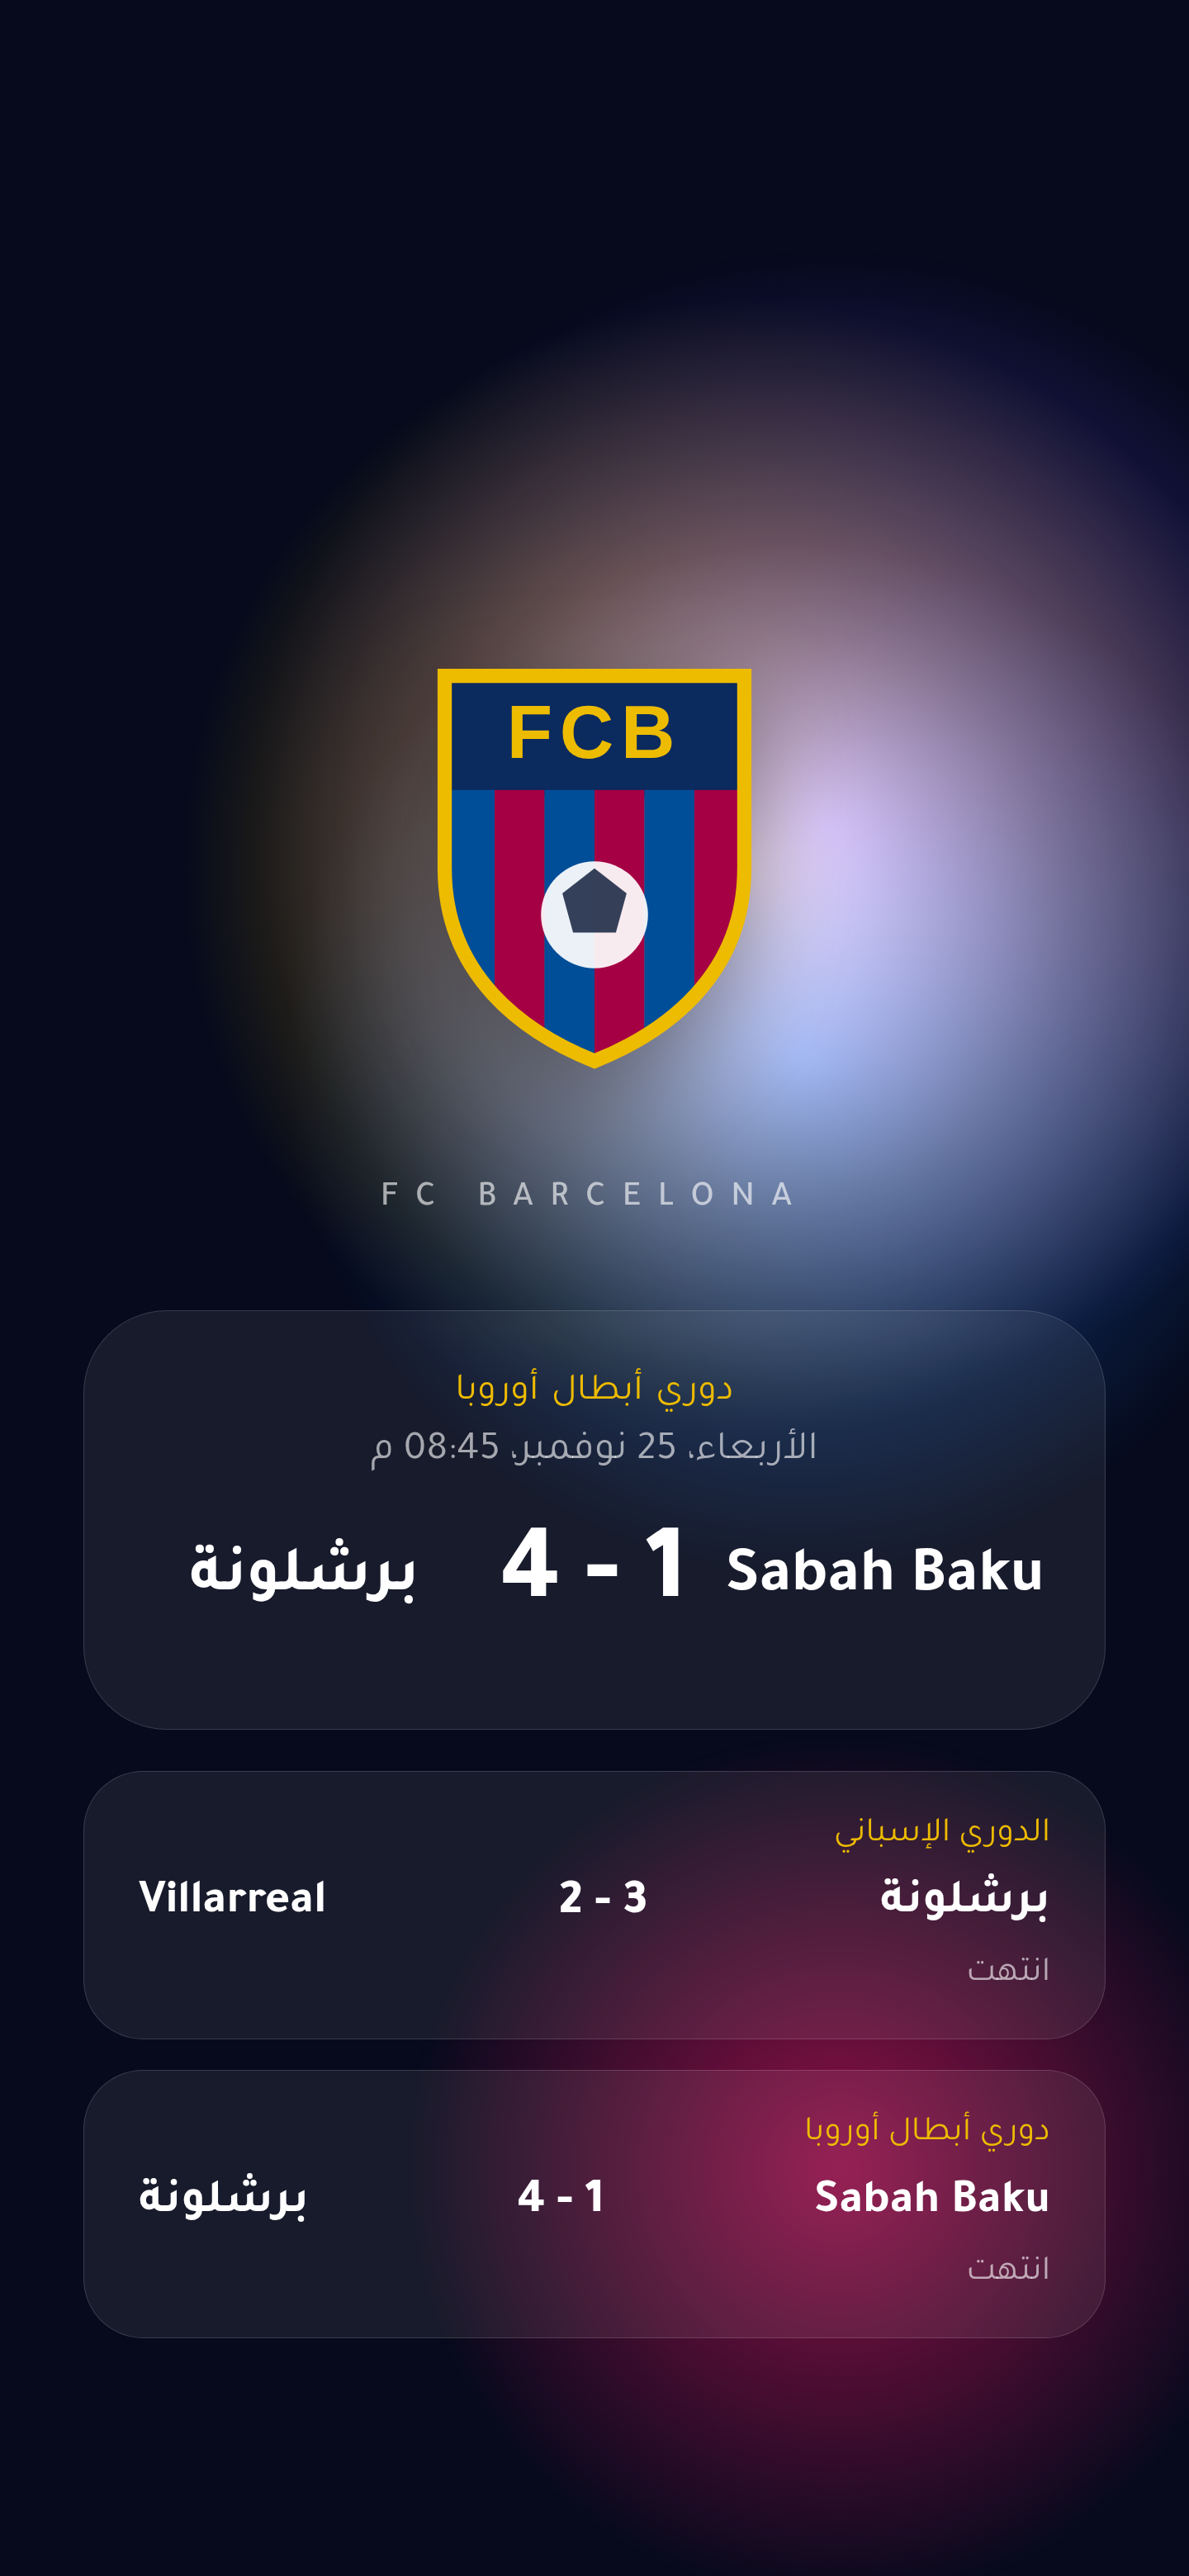 FCB
FC BARCELONA
دوري أبطال أوروبا
الأربعاء، 25 نوفمبر، 08:45 م
Sabah Baku 1 - 4 برشلونة
الدوري الإسباني
برشلونة 3 - 2 Villarreal
انتهت
دوري أبطال أوروبا
Sabah Baku 1 - 4 برشلونة
انتهت